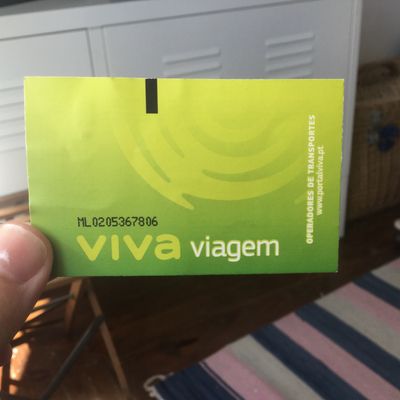 ML0205367806
viva viagem
OPERADORES DE TRANSPORTES
www.portalviva.pt